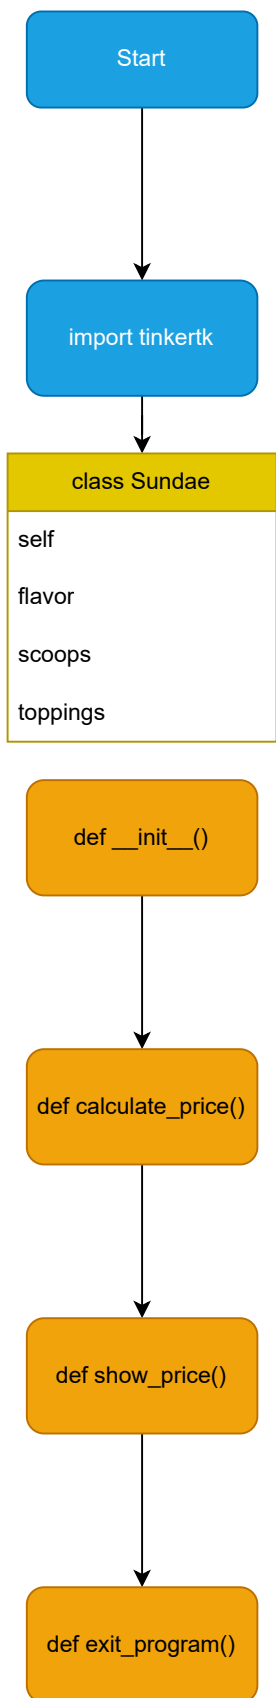 Start
import tinkertk
class Sundae
self
flavor
scoops
toppings
def __init__()
def calculate_price()
def show_price()
def exit_program()